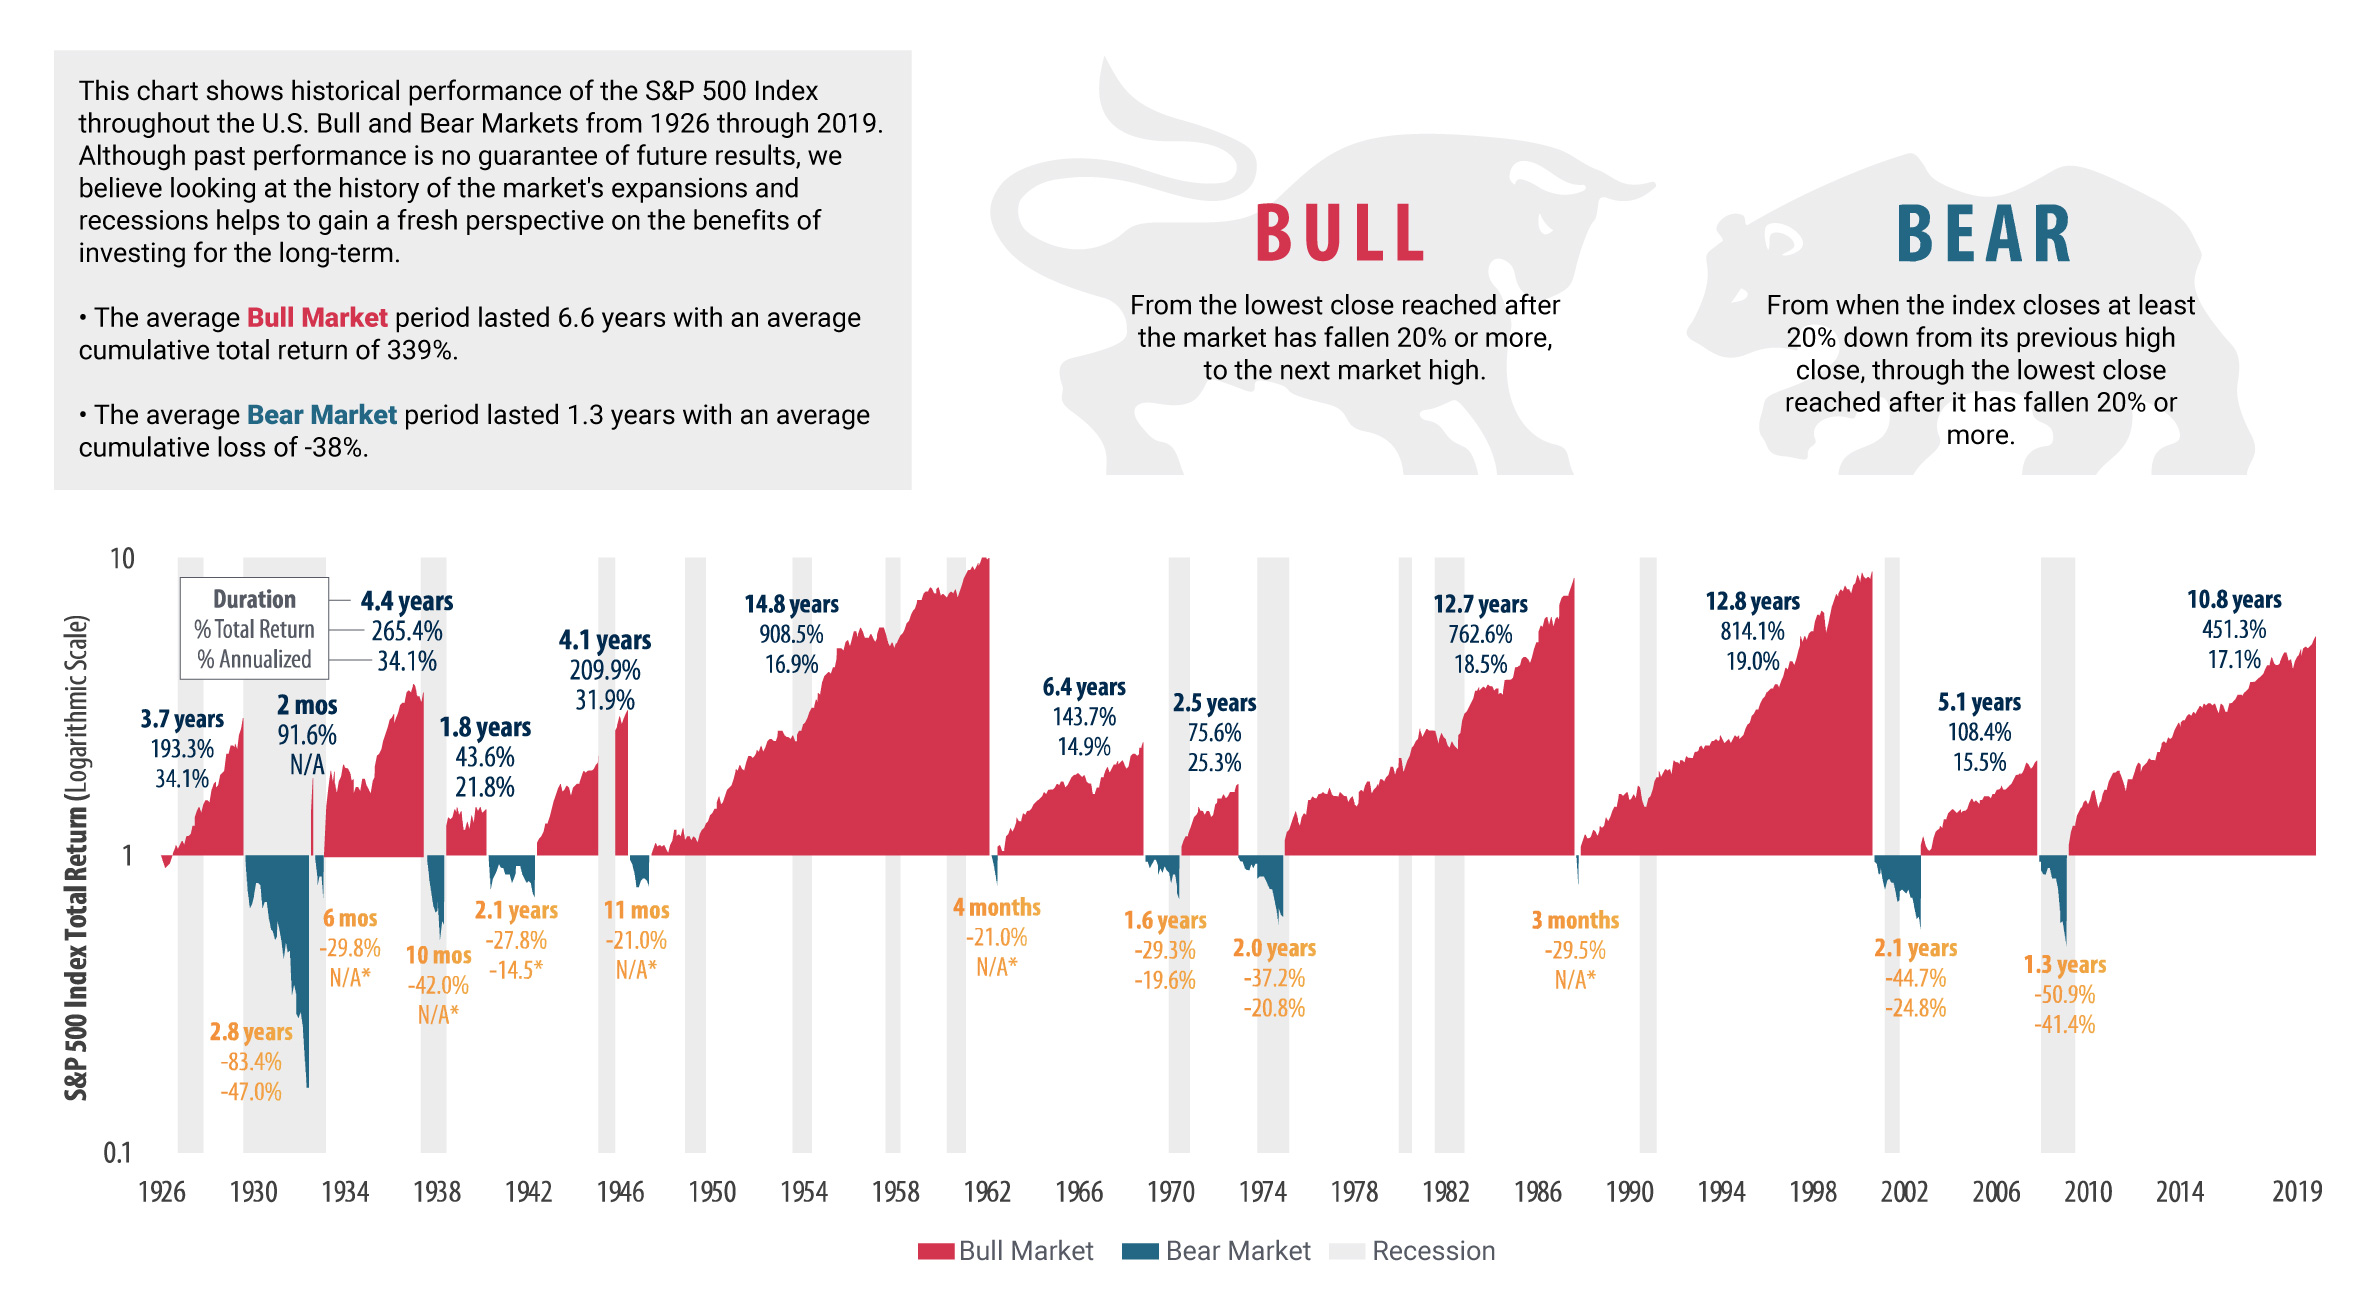 This chart shows historical performance of the S&P 500 Index
throughout the U.S. Bull and Bear Markets from 1926 through 2019.
Although past performance is no guarantee of future results, we
believe looking at the history of the market's expansions and
recessions helps to gain a fresh perspective on the benefits of
investing for the long-term.
• The average Bull Market period lasted 6.6 years with an average
cumulative total return of 339%.
• The average Bear Market period lasted 1.3 years with an average
cumulative loss of -38%.
BULL
From the lowest close reached after
the market has fallen 20% or more,
to the next market high.
BEAR
From when the index closes at least
20% down from its previous high
close, through the lowest close
reached after it has fallen 20% or
more.
S&P 500 Index Total Return (Logarithmic Scale)
10
1
0.1
Duration
% Total Return
% Annualized
3.7 years
193.3%
34.1%
2 mos
91.6%
N/A
4.4 years
265.4%
34.1%
1.8 years
43.6%
21.8%
4.1 years
209.9%
31.9%
14.8 years
908.5%
16.9%
6.4 years
143.7%
14.9%
2.5 years
75.6%
25.3%
12.7 years
762.6%
18.5%
12.8 years
814.1%
19.0%
5.1 years
108.4%
15.5%
10.8 years
451.3%
17.1%
2.8 years
-83.4%
-47.0%
6 mos
-29.8%
N/A*
10 mos
-42.0%
N/A*
2.1 years
-27.8%
-14.5*
11 mos
-21.0%
N/A*
4 months
-21.0%
N/A*
1.6 years
-29.3%
-19.6%
2.0 years
-37.2%
-20.8%
3 months
-29.5%
N/A*
2.1 years
-44.7%
-24.8%
1.3 years
-50.9%
-41.4%
1926 1930 1934 1938 1942 1946 1950 1954 1958 1962 1966 1970 1974 1978 1982 1986 1990 1994 1998 2002 2006 2010 2014 2019
Bull Market Bear Market Recession